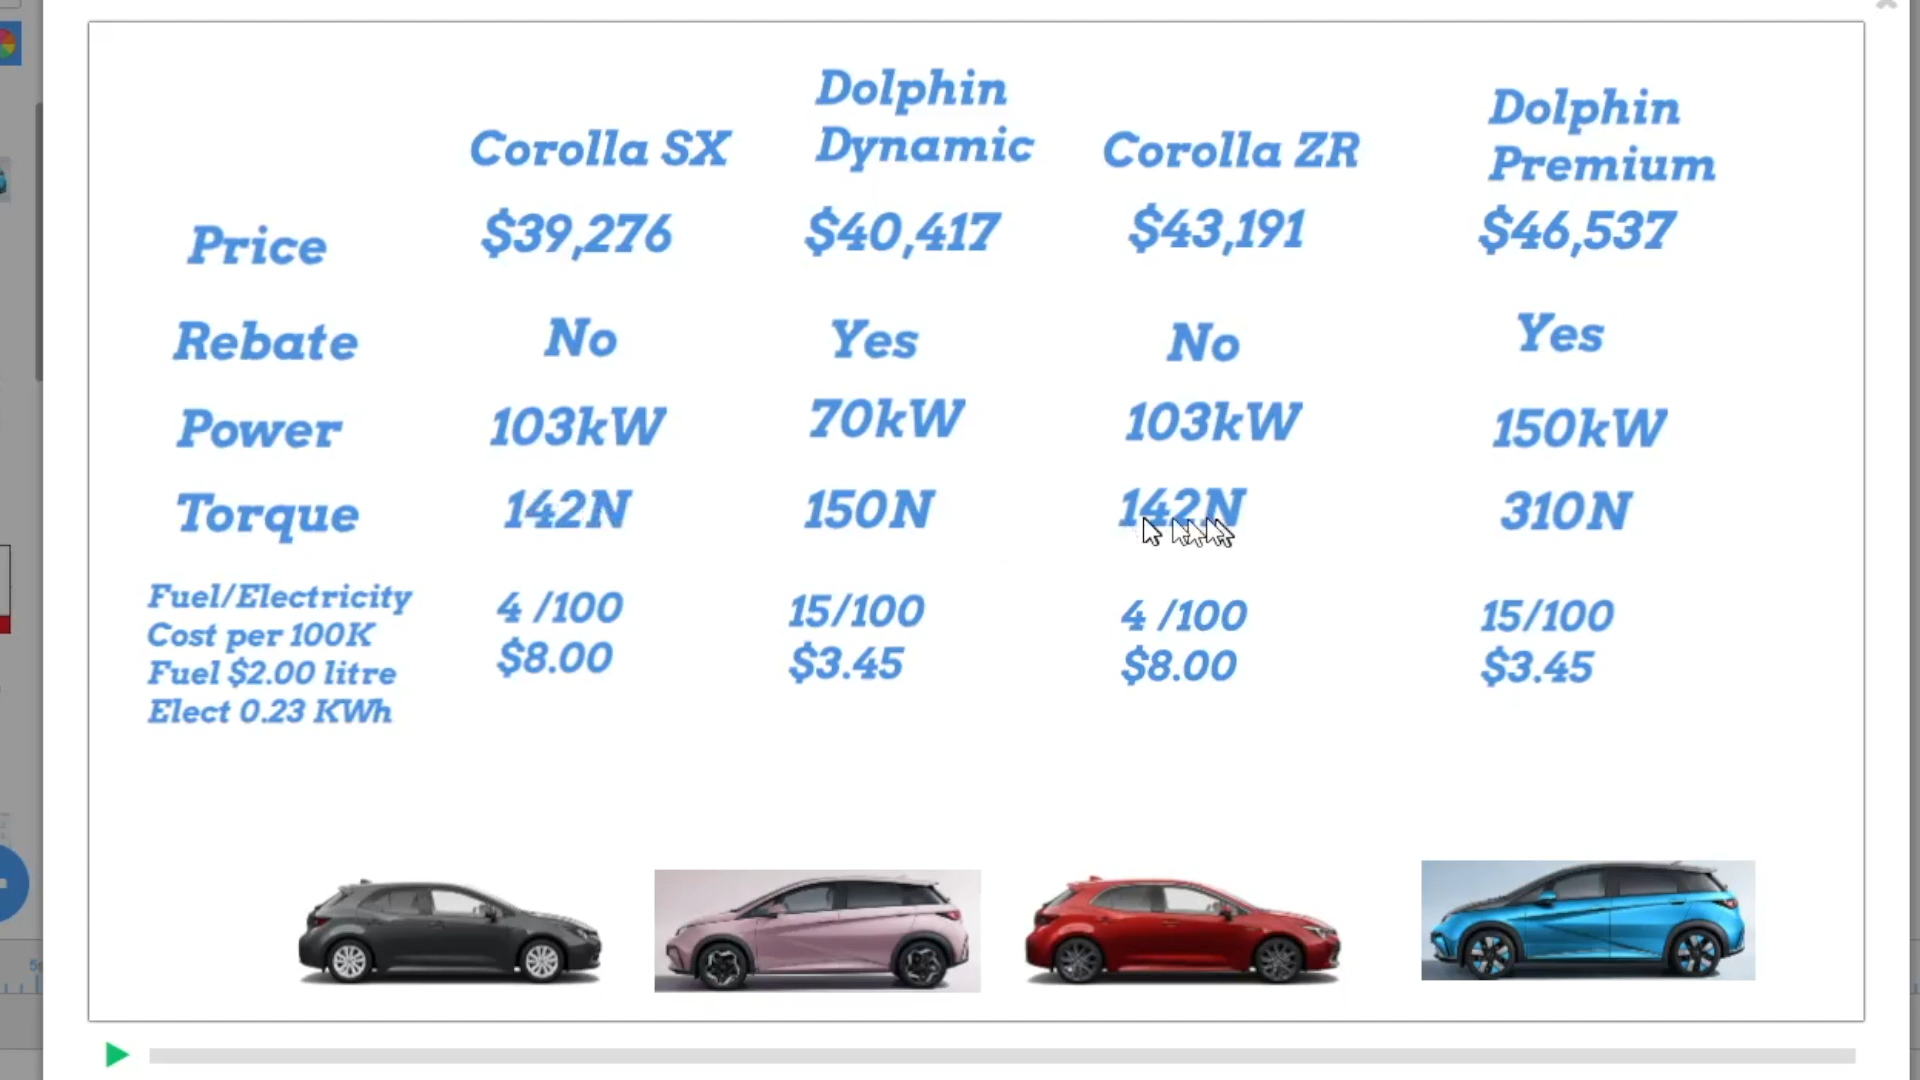 Corolla SX
Dolphin
Dynamic
Corolla ZR
Dolphin
Premium
Price
$39,276
$40,417
$43,191
$46,537
Rebate
No
Yes
No
Yes
Power
103kW
70kW
103kW
150kW
Torque
142N
150N
142N
310N
Fuel/Electricity
Cost per 100K
Fuel $2.00 litre
Elect 0.23 KWh
4 /100
$8.00
15/100
$3.45
4 /100
$8.00
15/100
$3.45